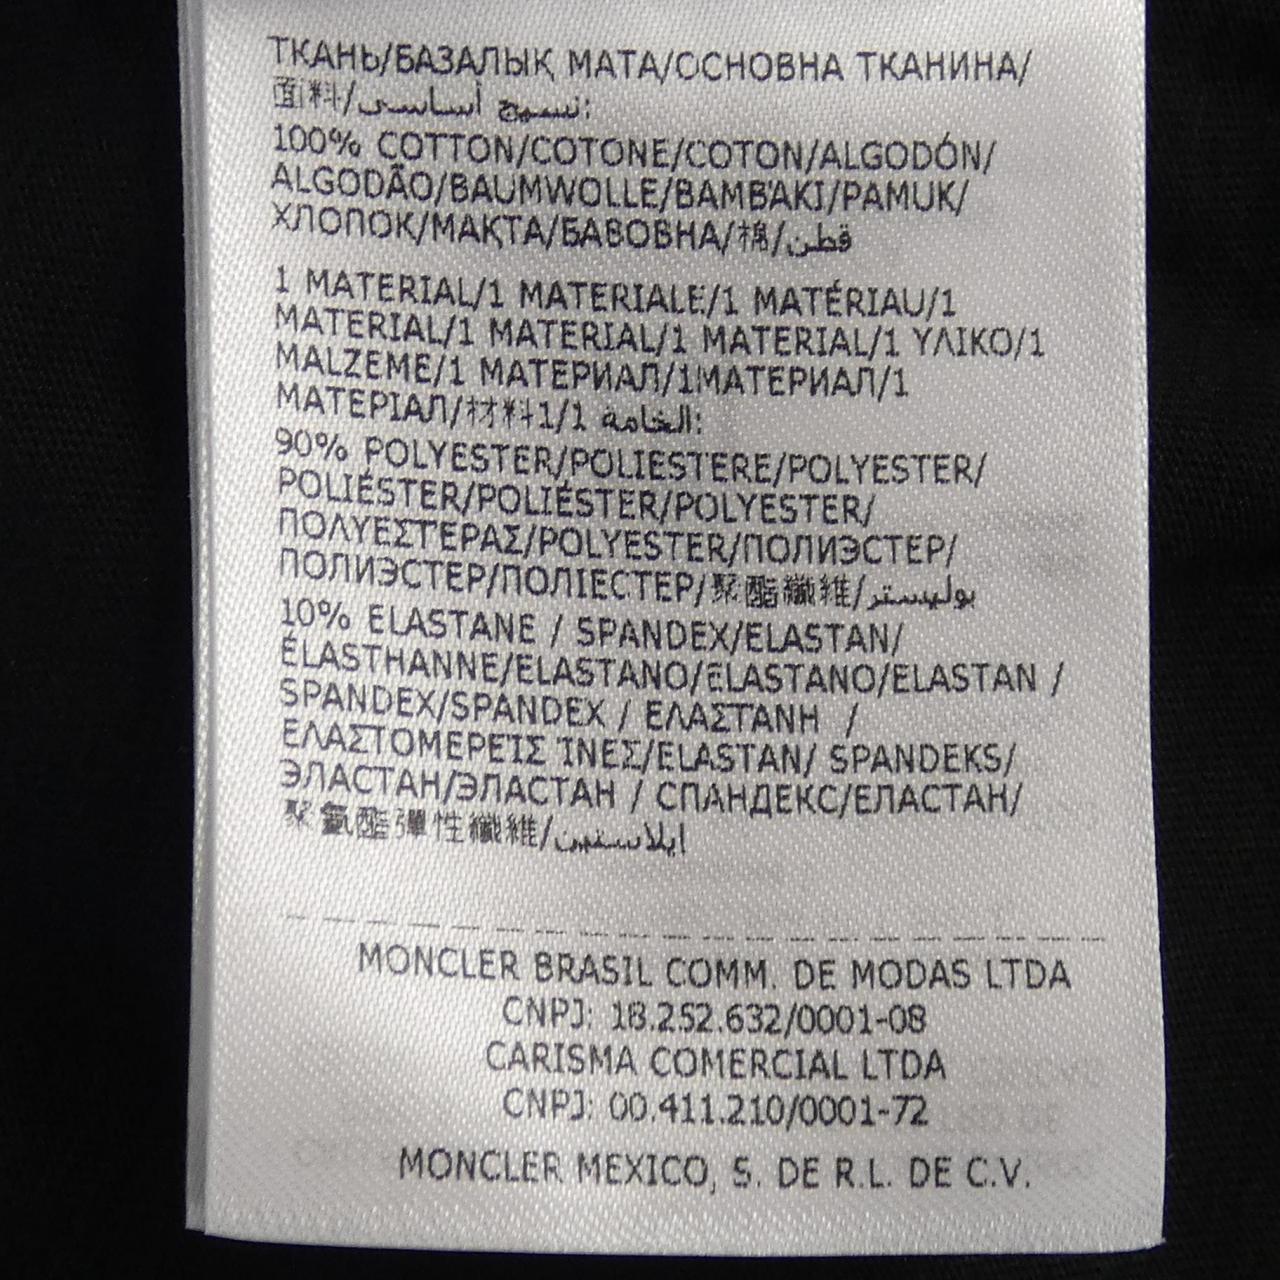 ТКАНЬ/БАЗАЛЫҚ МАТА/ОСНОВНА ТКАНИНА/
面料/نسيج أساسى:
100% COTTON/COTONE/COTON/ALGODÓN/
ALGODÃO/BAUMWOLLE/ΒΑΜΒΆΚΙ/PAMUK/
ХЛОПОК/МАҚТА/БАВОВНА/棉/قطن
1 MATERIAL/1 MATERIALE/1 MATÉRIAU/1
MATERIAL/1 MATERIAL/1 MATERIAL/1 ΥΛΙΚΟ/1
MALZEME/1 МАТЕРИАЛ/1МАТЕРИАЛ/1
МАТЕРІАЛ/材料1/1 الخامة:
90% POLYESTER/POLIESTERE/POLYESTER/
POLIÉSTER/POLIÉSTER/POLYESTER/
ΠΟΛΥΕΣΤΕΡΑΣ/POLYESTER/ПОЛИЭСТЕР/
ПОЛИЭСТЕР/ПОЛІЕСТЕР/聚酯纖維/بوليستر
10% ELASTANE / SPANDEX/ELASTAN/
ÉLASTHANNE/ELASTANO/ELASTANO/ELASTAN /
SPANDEX/SPANDEX / ΕΛΑΣΤΑΝΗ /
ΕΛΑΣΤΟΜΕΡΕΊΣ ΊΝΕΣ/ELASTAN/ SPANDEKS/
ЭЛАСТАН/ЭЛАСТАН / СПАНДЕКС/ЕЛАСТАН/
聚氨酯彈性纖維/ايلاستين
MONCLER BRASIL COMM. DE MODAS LTDA
CNPJ: 18.252.632/0001-08
CARISMA COMERCIAL LTDA
CNPJ: 00.411.210/0001-72
MONCLER MEXICO, S. DE R.L. DE C.V.